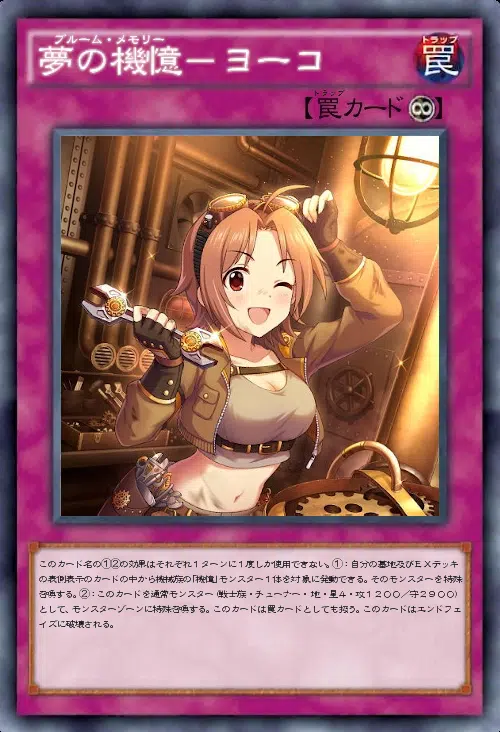 ブルーム・メモリー
夢の機憶－ヨーコ
トラップ
罠
トラップ
【罠カード】
このカード名の①②の効果はそれぞれ１ターンに１度しか使用できない。①：自分の墓地及びＥＸデッキ
の表側表示のカードの中から機械族の「機憶」モンスター１体を対象に発動できる。そのモンスターを特殊
召喚する。②：このカードを通常モンスター（戦士族・チューナー・地・星４・攻１２００／守２９００）
として、モンスターゾーンに特殊召喚する。このカードは罠カードとしても扱う。このカードはエンドフェ
イズに破壊される。